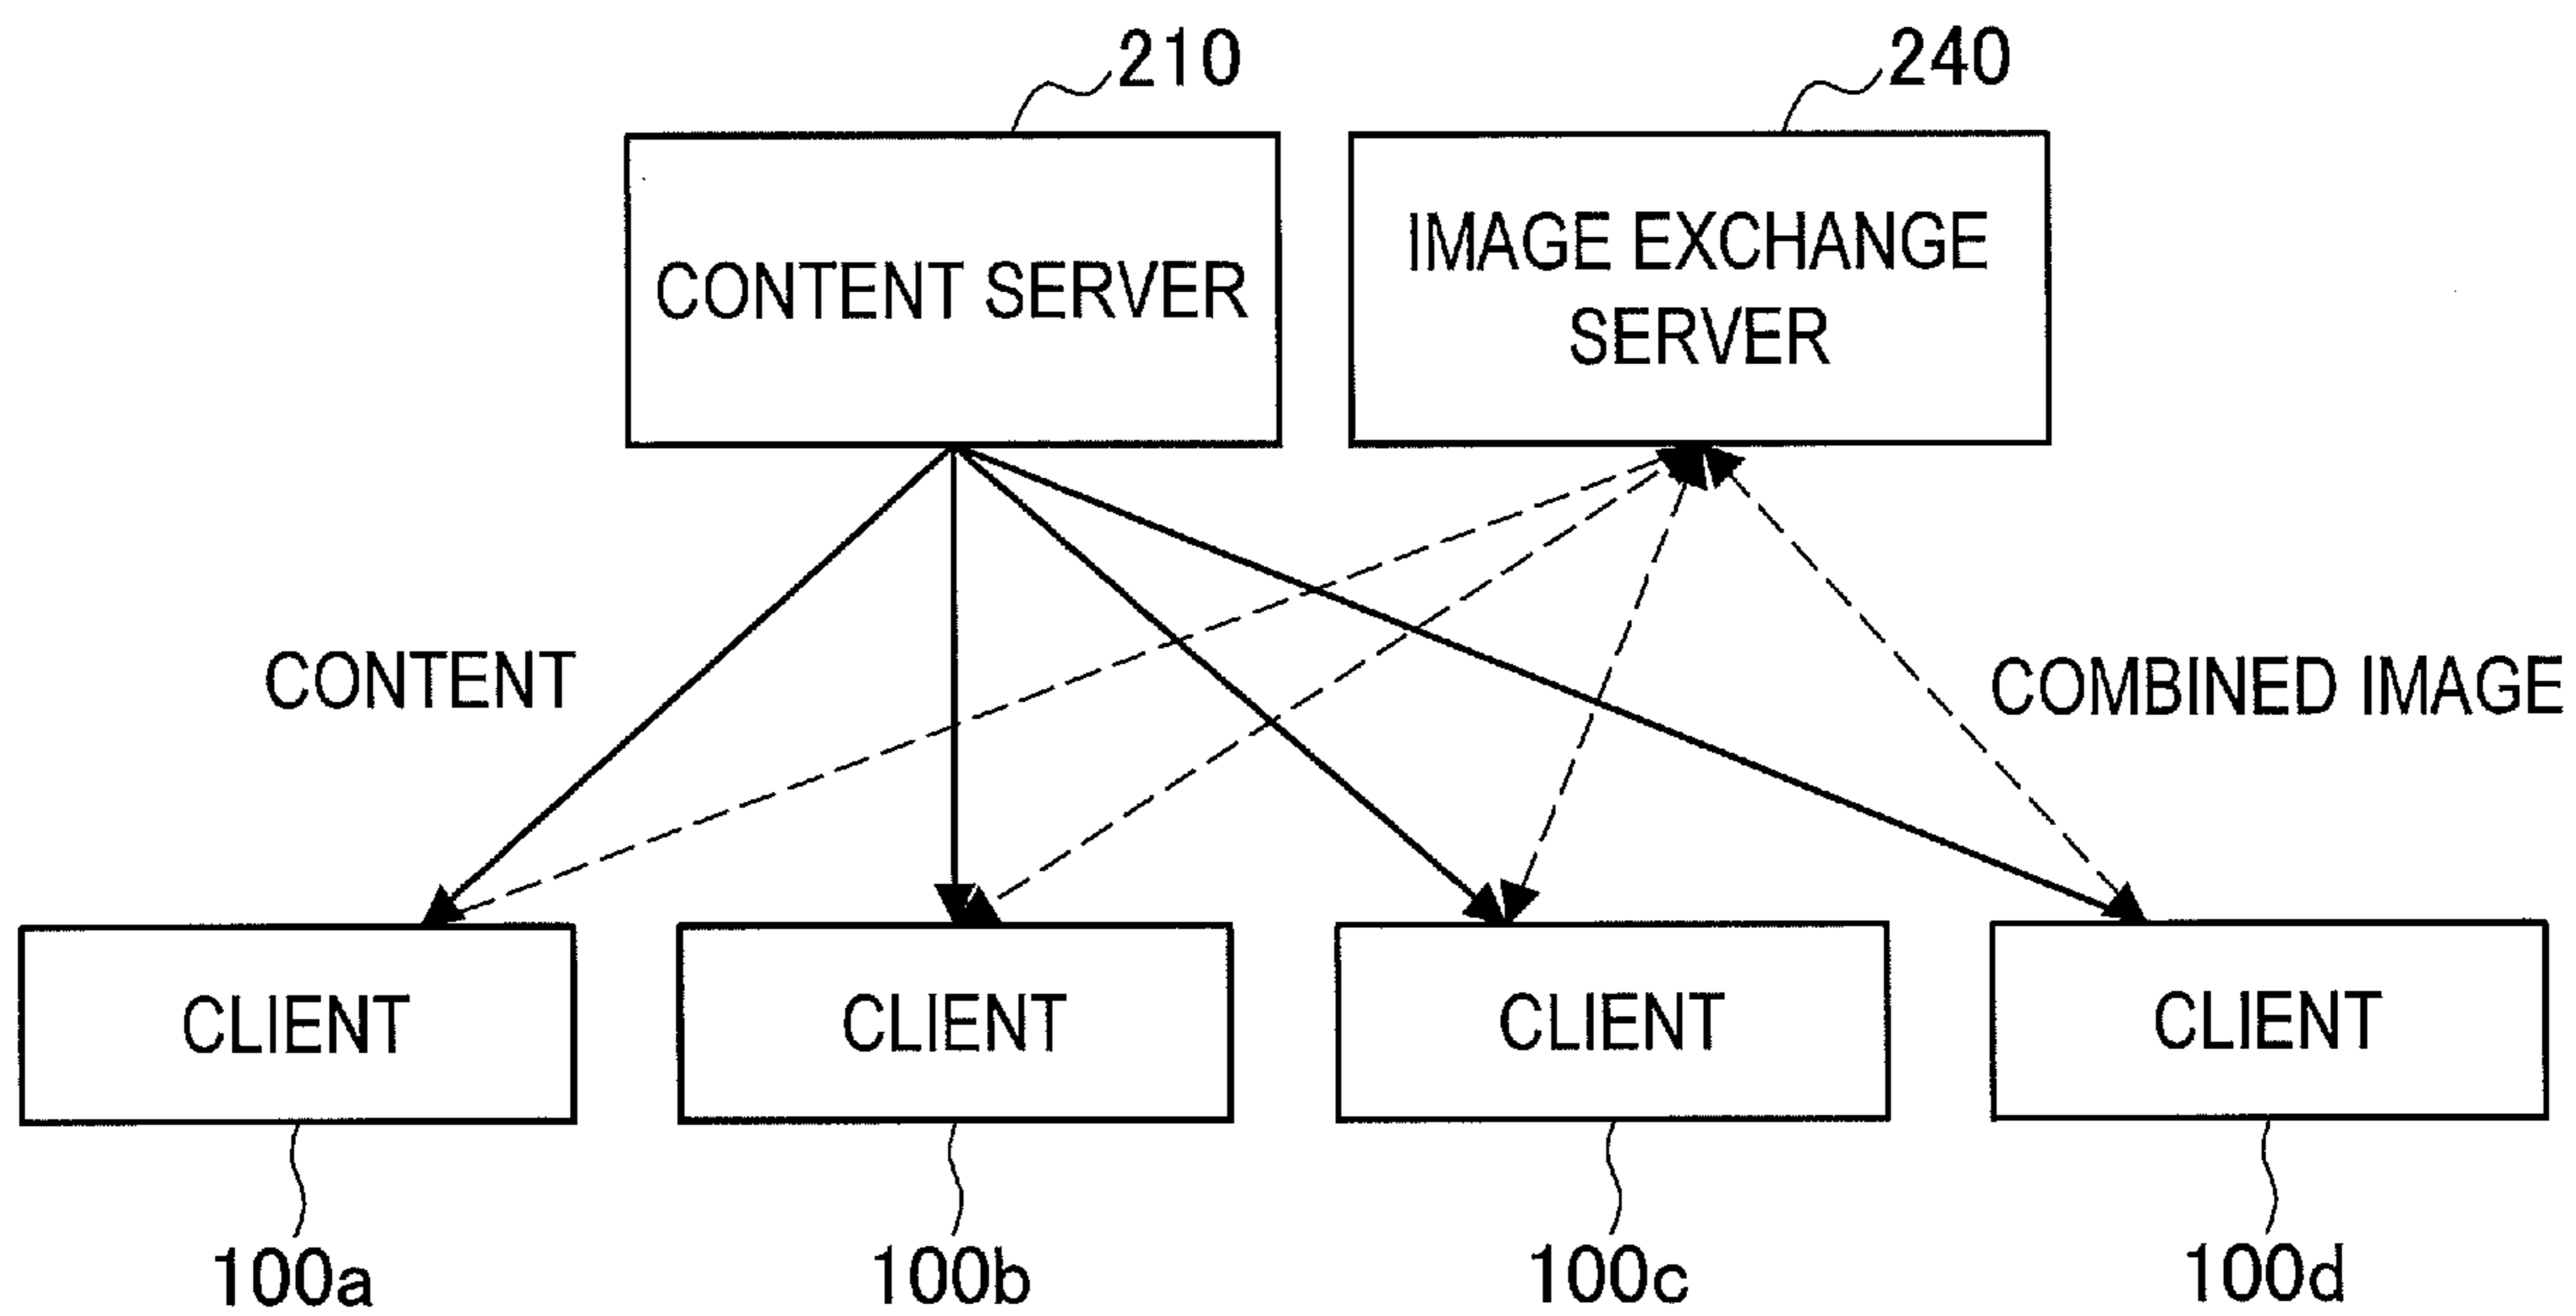 210
240
CONTENT SERVER
IMAGE EXCHANGE
SERVER
CONTENT
COMBINED IMAGE
CLIENT
CLIENT
CLIENT
CLIENT
100a
100b
100c
100d